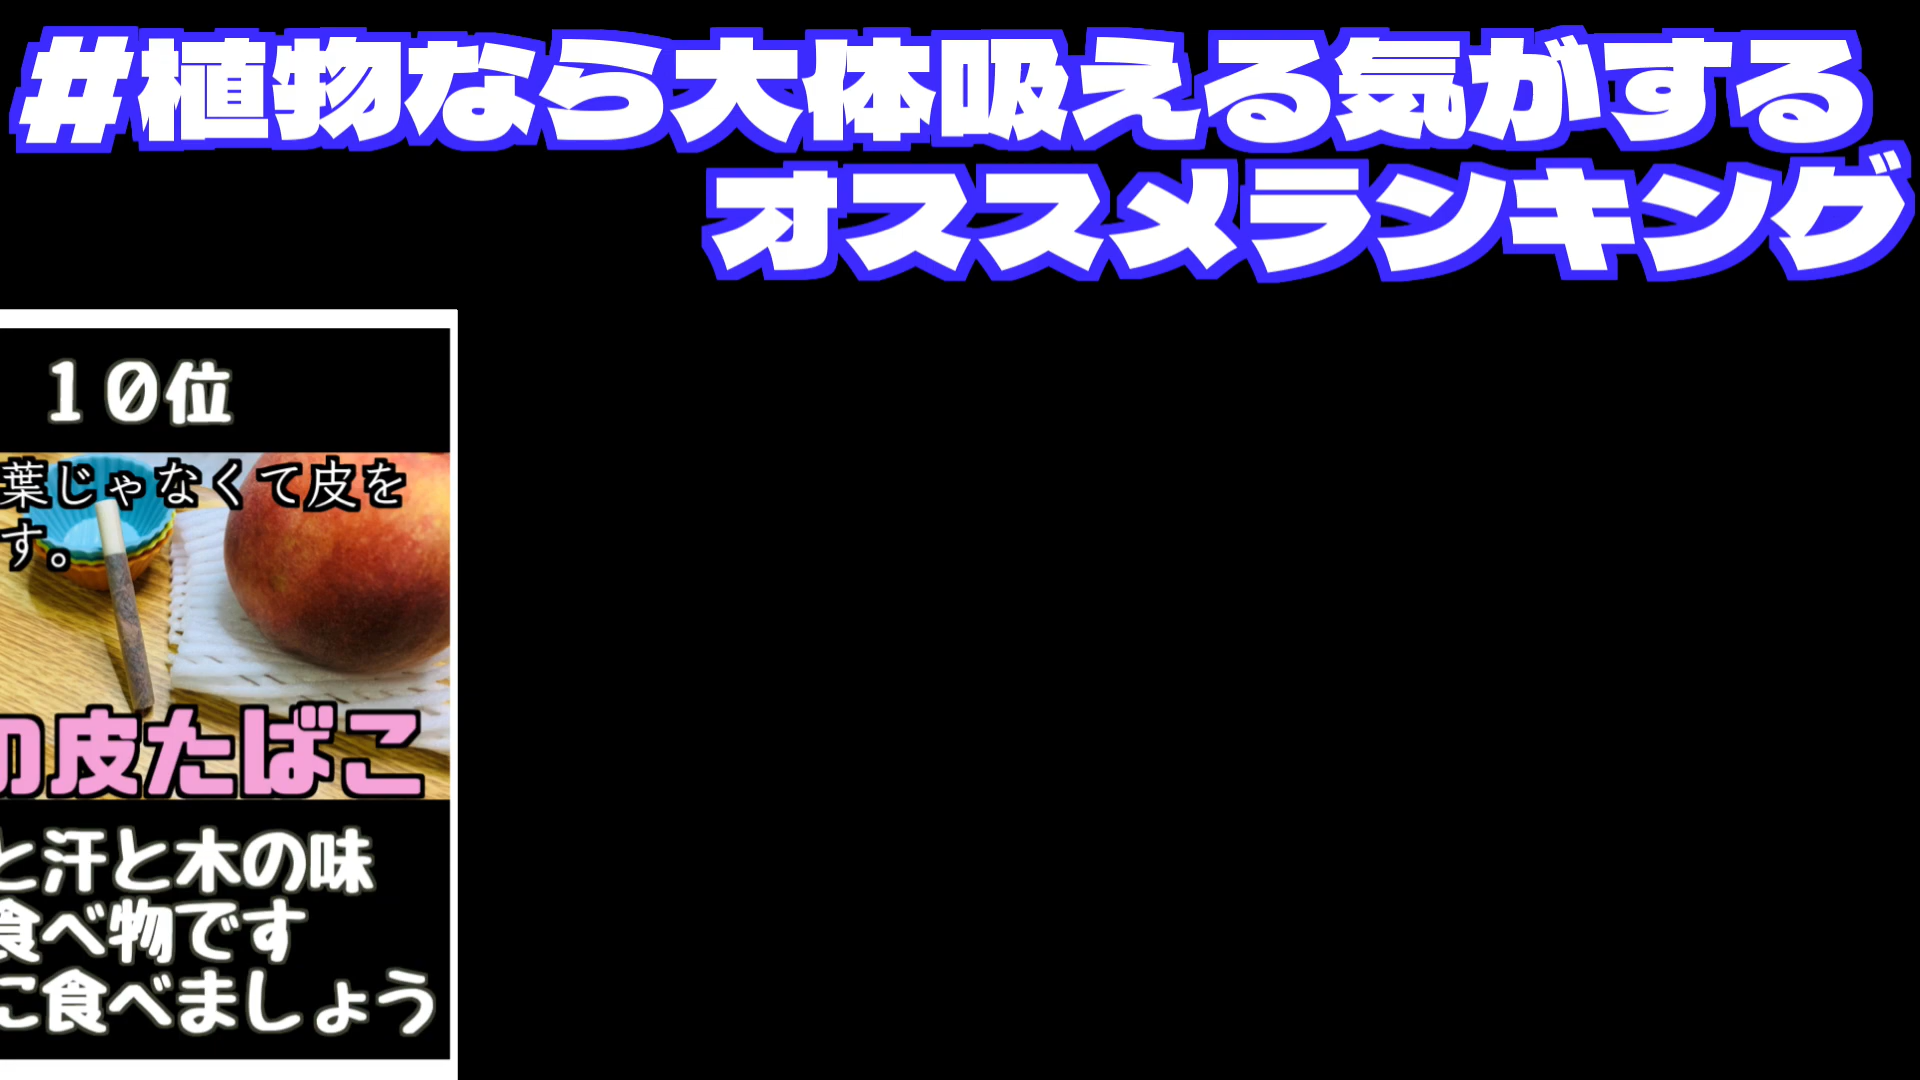 #植物なら大体吸える気がする
オススメランキング
１０位
葉じゃなくて皮を
す。
の皮たばこ
と汗と木の味
食べ物です
に食べましょう